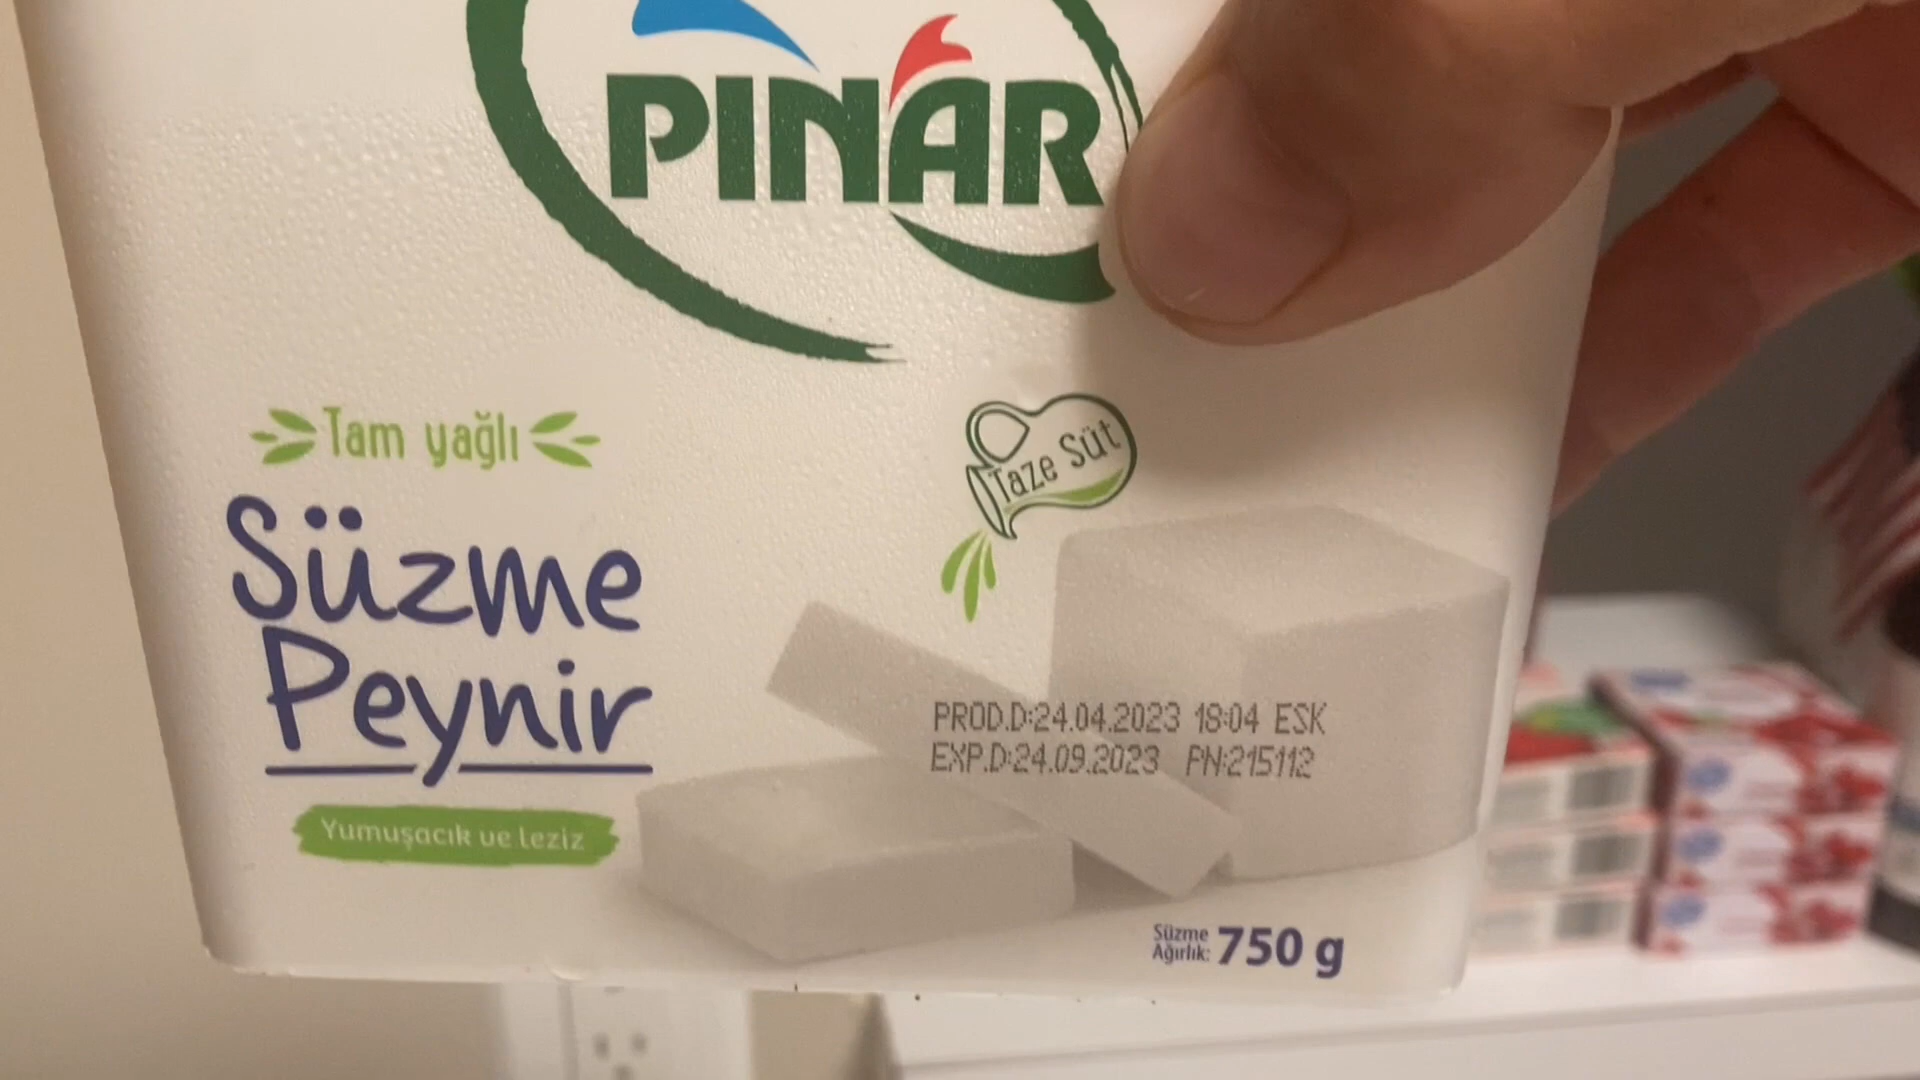 PINAR
Tam yağlı
Süzme
Peynir
Yumuşacık ve Leziz
Taze Süt
PROD.D:24.04.2023 18:04 ESK
EXP.D:24.09.2023 PN:215112
Süzme
Ağırlık: 750 g